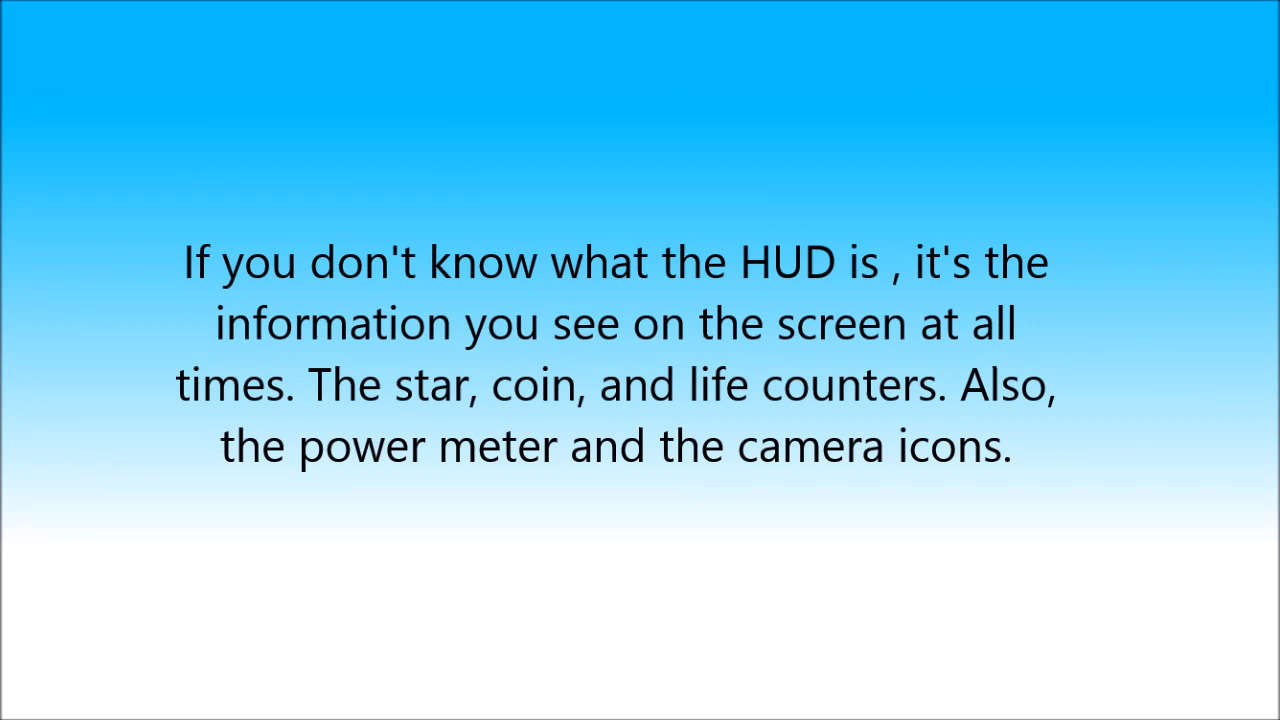 If you don't know what the HUD is , it's the
information you see on the screen at all
times. The star, coin, and life counters. Also,
the power meter and the camera icons.